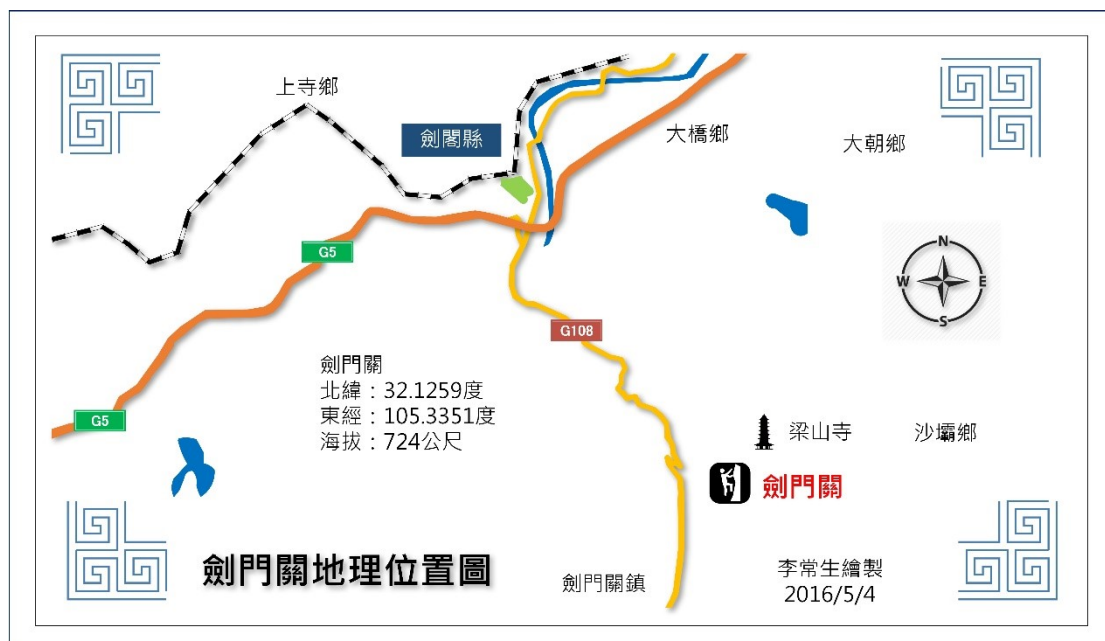 上寺鄉
劍閣縣
大橋鄉
大朝鄉
G5
N
W
E
S
G108
劍門關
北緯：32.1259度
東經：105.3351度
海拔：724公尺
G5
梁山寺
沙壩鄉
劍門關
劍門關地理位置圖
劍門關鎮
李常生繪製
2016/5/4